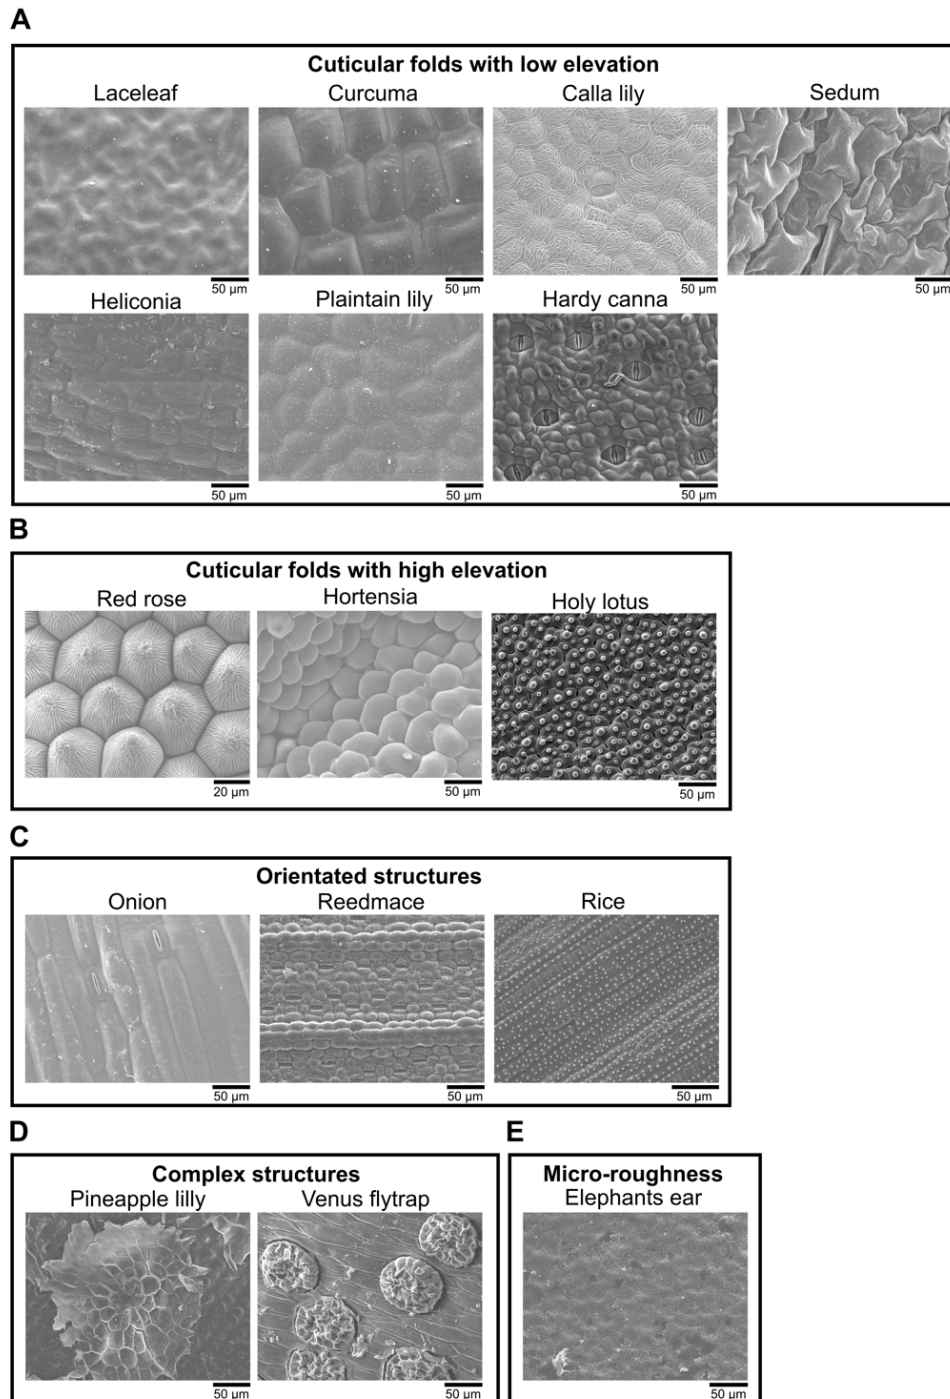 A
Cuticular folds with low elevation
Laceleaf Curcuma Calla lily Sedum
50 µm 50 µm 50 µm 50 µm
Heliconia Plaintain lily Hardy canna
50 µm 50 µm 50 µm
B
Cuticular folds with high elevation
Red rose Hortensia Holy lotus
20 µm 50 µm 50 µm
C
Orientated structures
Onion Reedmace Rice
50 µm 50 µm 50 µm
D E
Complex structures Micro-roughness
Pineapple lilly Venus flytrap Elephants ear
50 µm 50 µm 50 µm